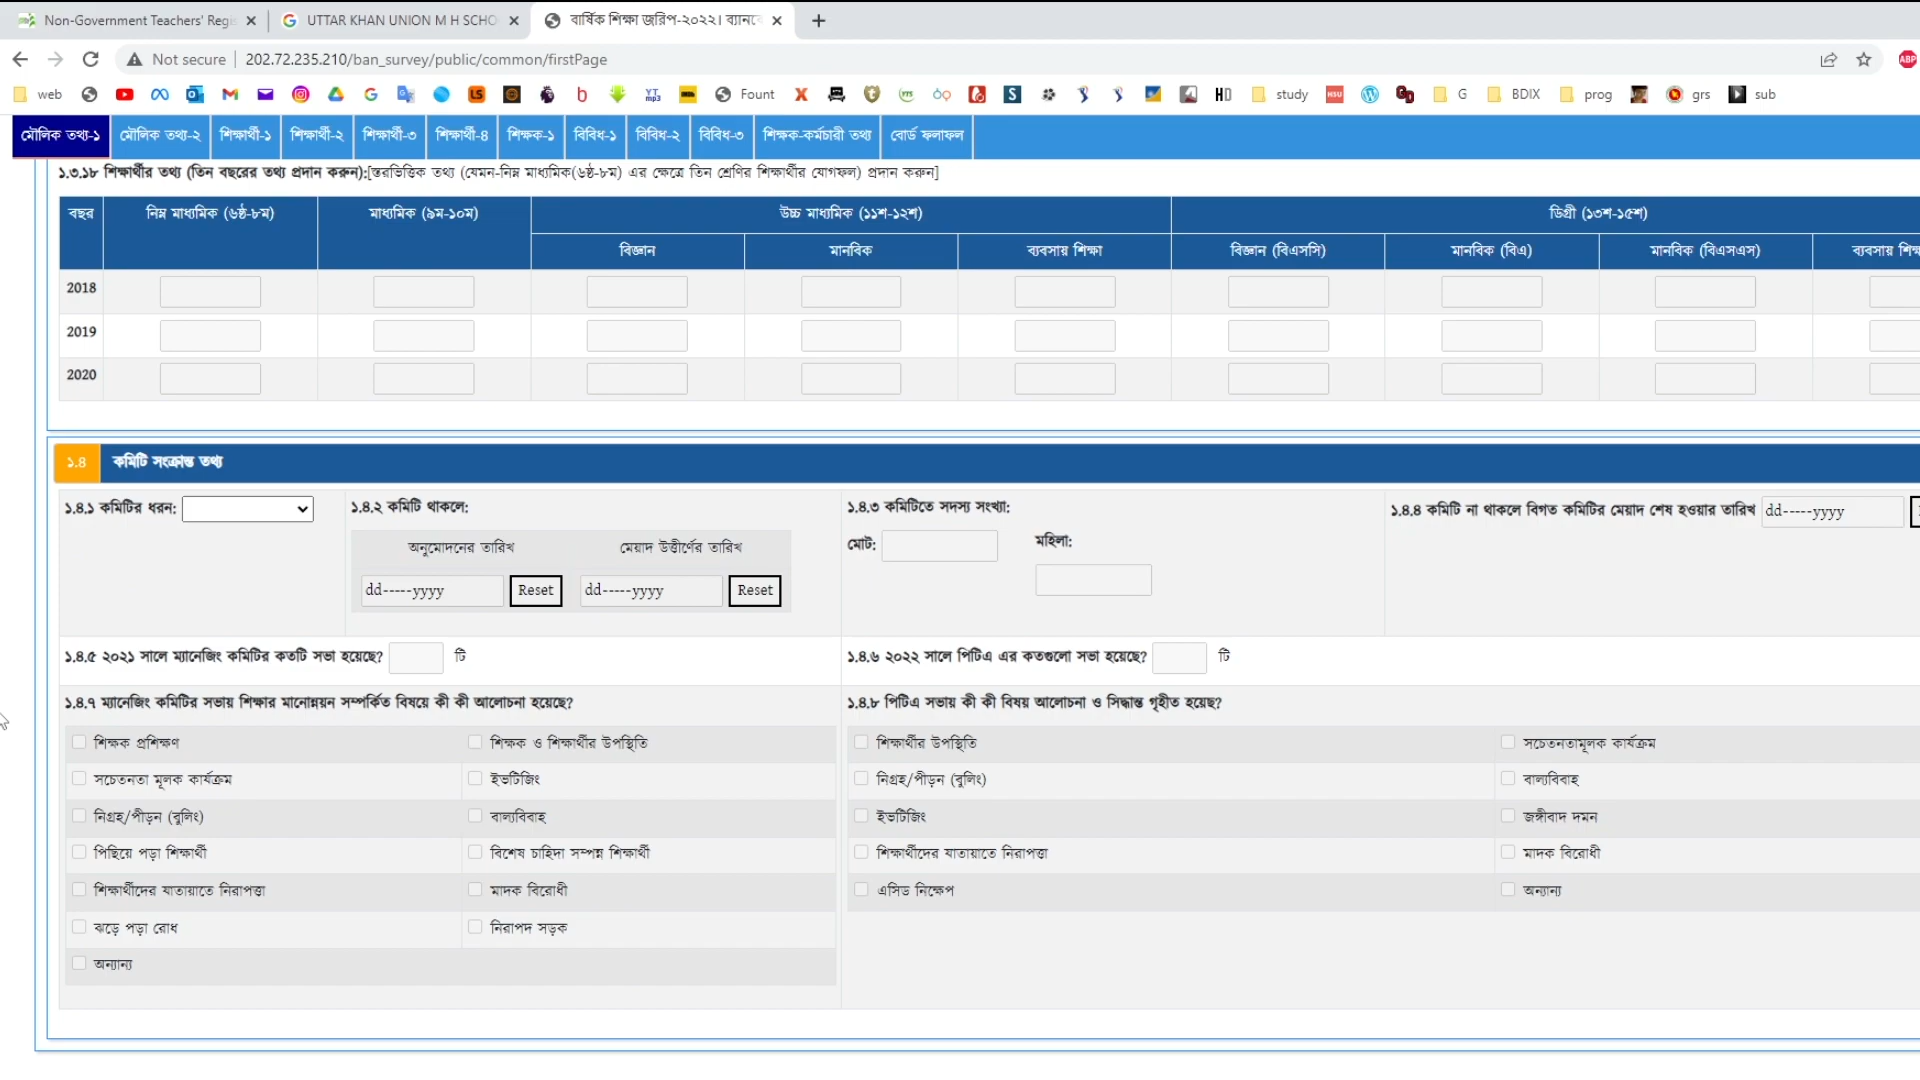 Non-Government Teachers' Regi
UTTAR KHAN UNION M H SCHO
বার্ষিক শিক্ষা জরিপ-২০২২। ব্যানবে
Not secure
202.72.235.210/ban_survey/public/common/firstPage
ABP
web
Fount
HD
study
NSU
G
BDIX
prog
grs
sub
মৌলিক তথ্য-১ মৌলিক তথ্য-২ শিক্ষার্থী-১ শিক্ষার্থী-২ শিক্ষার্থী-৩ শিক্ষার্থী-৪ শিক্ষক-১ বিবিধ-১ বিবিধ-২ বিবিধ-৩ শিক্ষক-কর্মচারী তথ্য বোর্ড ফলাফল
১.৩.১৮ শিক্ষার্থীর তথ্য (তিন বছরের তথ্য প্রদান করুন):[স্তরভিত্তিক তথ্য (যেমন-নিম্ন মাধ্যমিক(৬ষ্ঠ-৮ম) এর ক্ষেত্রে তিন শ্রেণির শিক্ষার্থীর যোগফল) প্রদান করুন]
বছর নিম্ন মাধ্যমিক (৬ষ্ঠ-৮ম) মাধ্যমিক (৯ম-১০ম) উচ্চ মাধ্যমিক (১১শ-১২শ) ডিগ্রী (১৩শ-১৫শ)
বিজ্ঞান মানবিক ব্যবসায় শিক্ষা বিজ্ঞান (বিএসসি) মানবিক (বিএ) মানবিক (বিএসএস) ব্যবসায় শিক্ষ
2018
2019
2020
১.৪ কমিটি সংক্রান্ত তথ্য
১.৪.১ কমিটির ধরন: ১.৪.২ কমিটি থাকলে: ১.৪.৩ কমিটিতে সদস্য সংখ্যা: ১.৪.৪ কমিটি না থাকলে বিগত কমিটির মেয়াদ শেষ হওয়ার তারিখ dd-----yyyy
অনুমোদনের তারিখ মেয়াদ উত্তীর্ণের তারিখ মোট: মহিলা:
dd-----yyyy Reset dd-----yyyy Reset
১.৪.৫ ২০২১ সালে ম্যানেজিং কমিটির কতটি সভা হয়েছে? টি ১.৪.৬ ২০২২ সালে পিটিএ এর কতগুলো সভা হয়েছে? টি
১.৪.৭ ম্যানেজিং কমিটির সভায় শিক্ষার মানোন্নয়ন সম্পর্কিত বিষয়ে কী কী আলোচনা হয়েছে? ১.৪.৮ পিটিএ সভায় কী কী বিষয় আলোচনা ও সিদ্ধান্ত গৃহীত হয়েছ?
শিক্ষক প্রশিক্ষণ শিক্ষক ও শিক্ষার্থীর উপস্থিতি শিক্ষার্থীর উপস্থিতি সচেতনতামূলক কার্যক্রম
সচেতনতা মূলক কার্যক্রম ইভটিজিং নিগ্রহ/পীড়ন (বুলিং) বাল্যবিবাহ
নিগ্রহ/পীড়ন (বুলিং) বাল্যবিবাহ ইভটিজিং জঙ্গীবাদ দমন
পিছিয়ে পড়া শিক্ষার্থী বিশেষ চাহিদা সম্পন্ন শিক্ষার্থী শিক্ষার্থীদের যাতায়াতে নিরাপত্তা মাদক বিরোধী
শিক্ষার্থীদের যাতায়াতে নিরাপত্তা মাদক বিরোধী এসিড নিক্ষেপ অন্যান্য
ঝড়ে পড়া রোধ নিরাপদ সড়ক
অন্যান্য